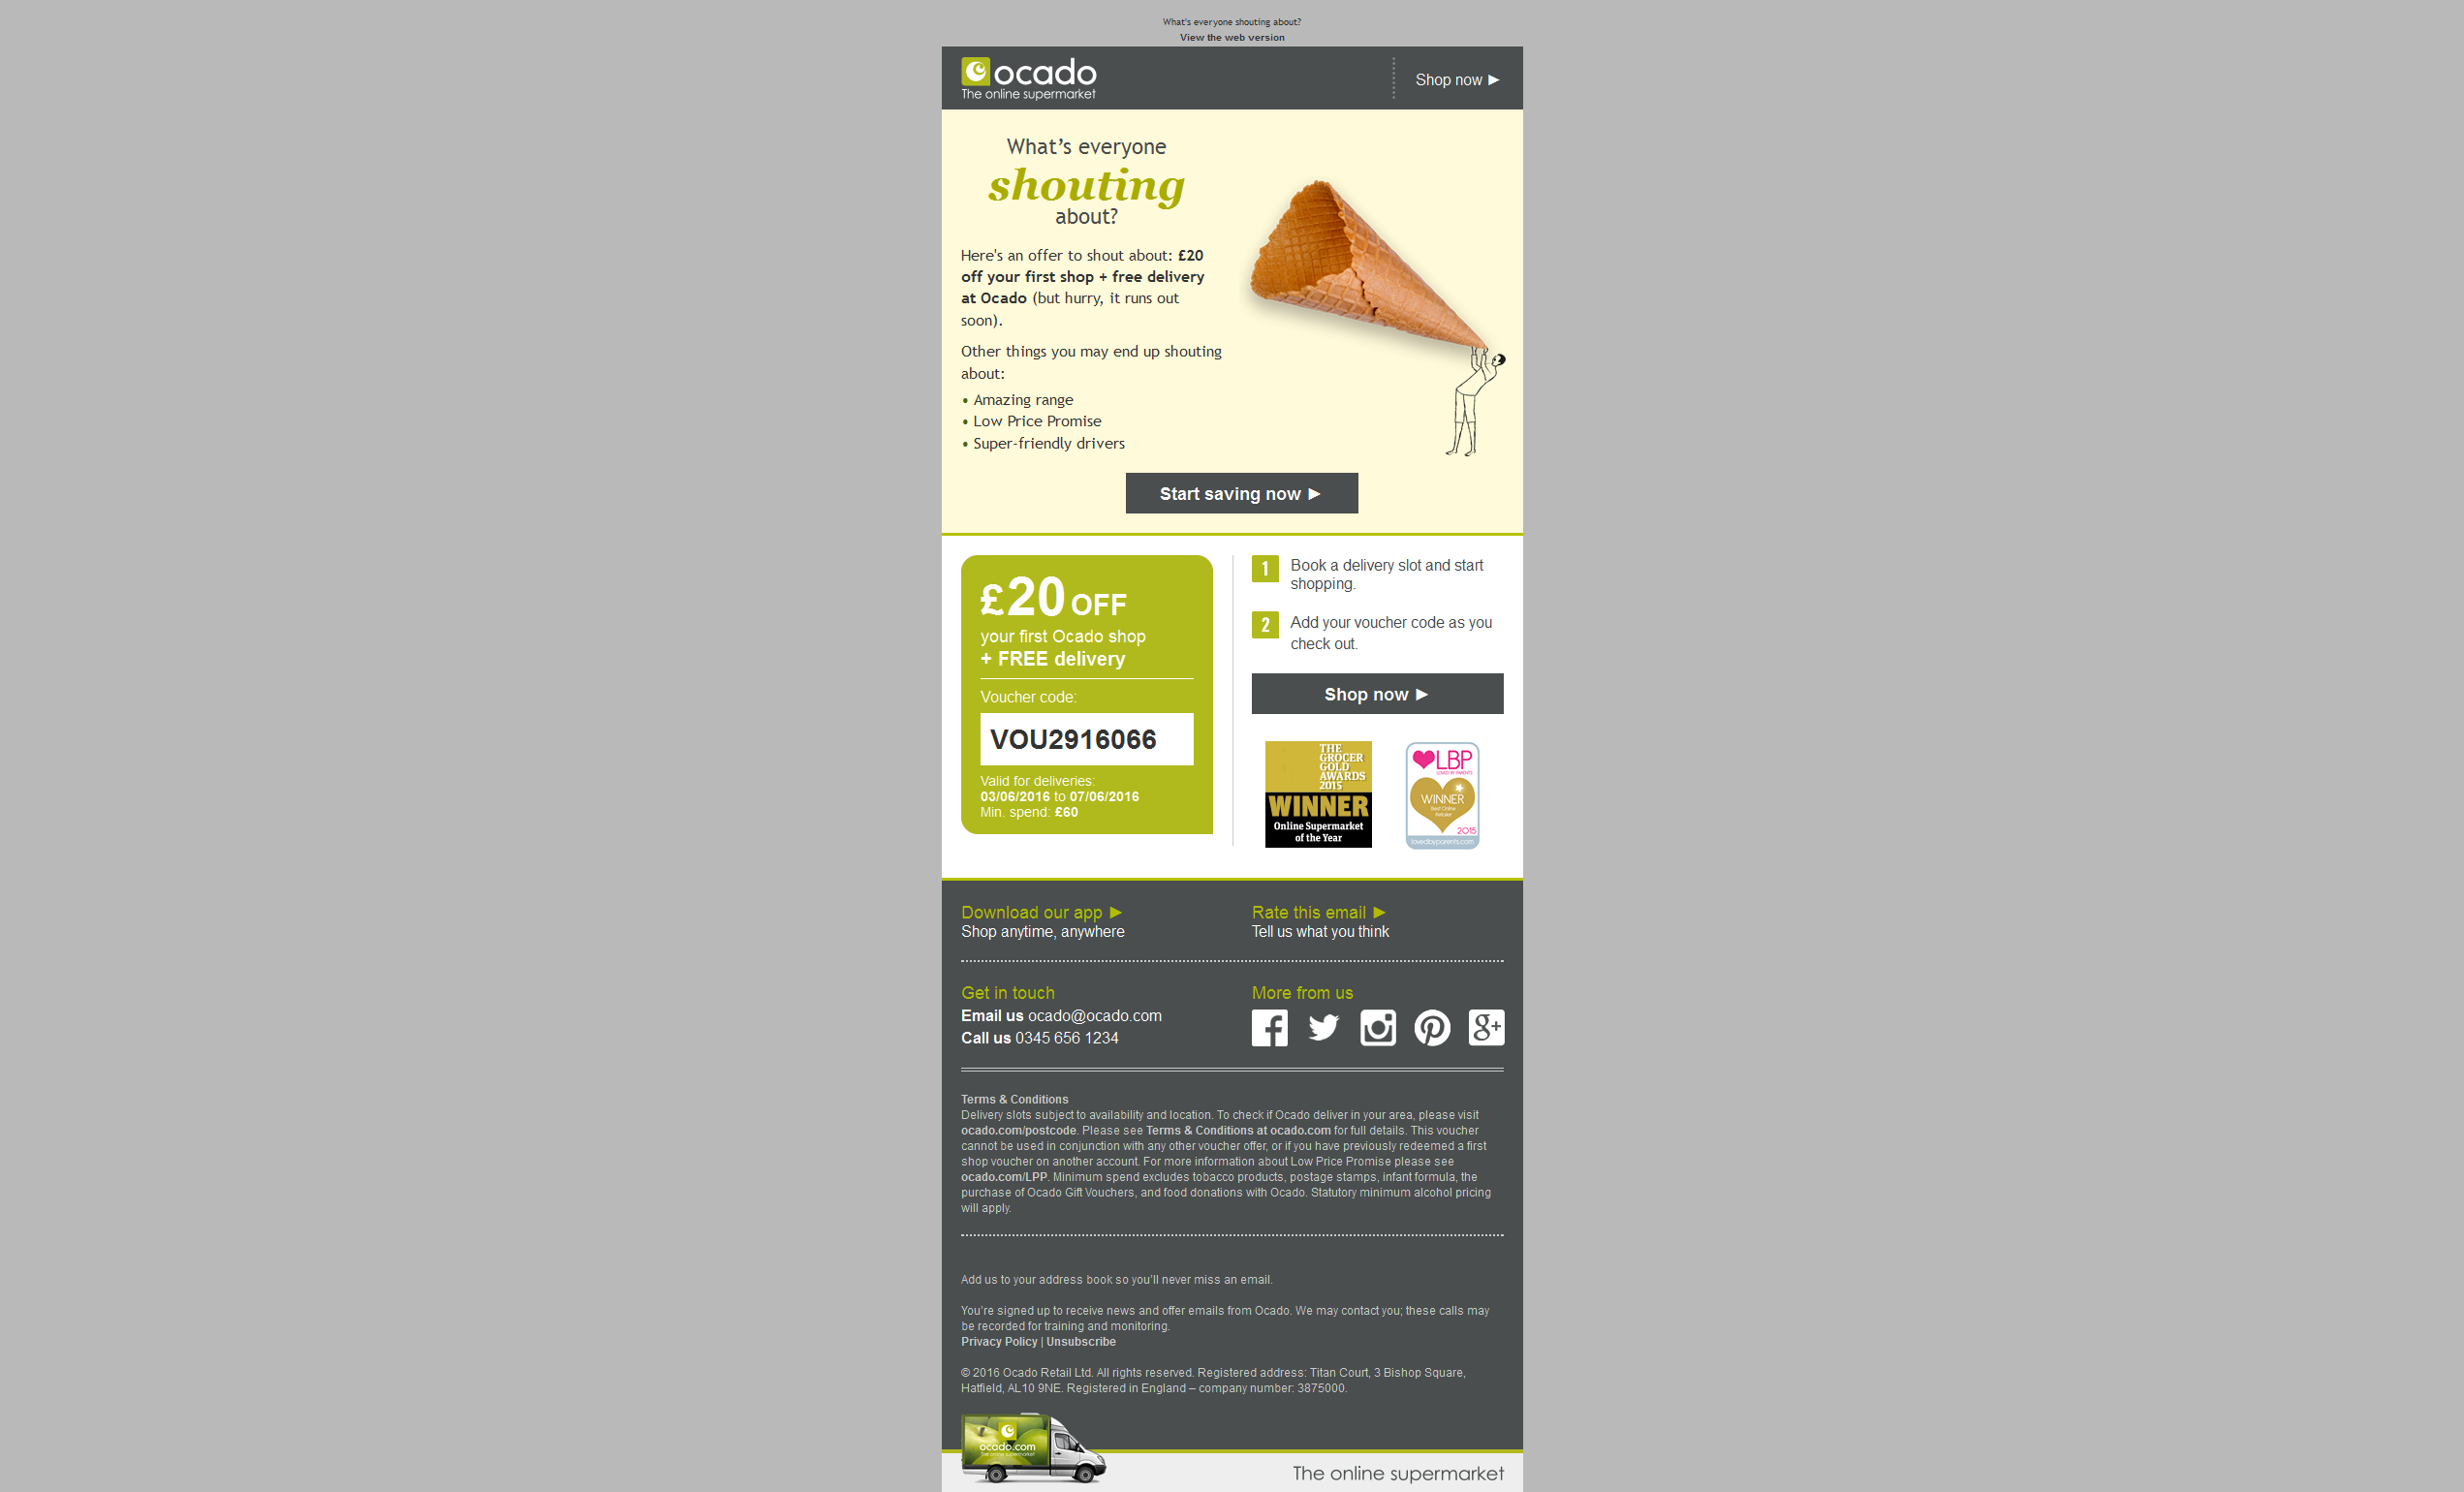 What's everyone shouting about?
View the web version
ocado
The online supermarket
Shop now ►
What's everyone
shouting
about?
Here's an offer to shout about: £20
off your first shop + free delivery
at Ocado (but hurry, it runs out
soon).
Other things you may end up shouting
about:
• Amazing range
• Low Price Promise
• Super-friendly drivers
Start saving now ►
£20 OFF
your first Ocado shop
+ FREE delivery
Voucher code:
VOU2916066
Valid for deliveries:
03/06/2016 to 07/06/2016
Min. spend: £60
1 Book a delivery slot and start
shopping.
2 Add your voucher code as you
check out.
Shop now ►
THE
GROCER
GOLD
AWARDS
2015
WINNER
Online Supermarket
of the Year
LBP
LOVED BY PARENTS
WINNER
Best Online
Retailer
2015
lovedbyparents.com
Download our app ►
Shop anytime, anywhere
Rate this email ►
Tell us what you think
Get in touch
Email us ocado@ocado.com
Call us 0345 656 1234
More from us
g+
Terms & Conditions
Delivery slots subject to availability and location. To check if Ocado deliver in your area, please visit
ocado.com/postcode. Please see Terms & Conditions at ocado.com for full details. This voucher
cannot be used in conjunction with any other voucher offer, or if you have previously redeemed a first
shop voucher on another account. For more information about Low Price Promise please see
ocado.com/LPP. Minimum spend excludes tobacco products, postage stamps, infant formula, the
purchase of Ocado Gift Vouchers, and food donations with Ocado. Statutory minimum alcohol pricing
will apply.
Add us to your address book so you'll never miss an email.
You're signed up to receive news and offer emails from Ocado. We may contact you; these calls may
be recorded for training and monitoring.
Privacy Policy | Unsubscribe
© 2016 Ocado Retail Ltd. All rights reserved. Registered address: Titan Court, 3 Bishop Square,
Hatfield, AL10 9NE. Registered in England – company number: 3875000.
ocado.com
The online supermarket
The online supermarket